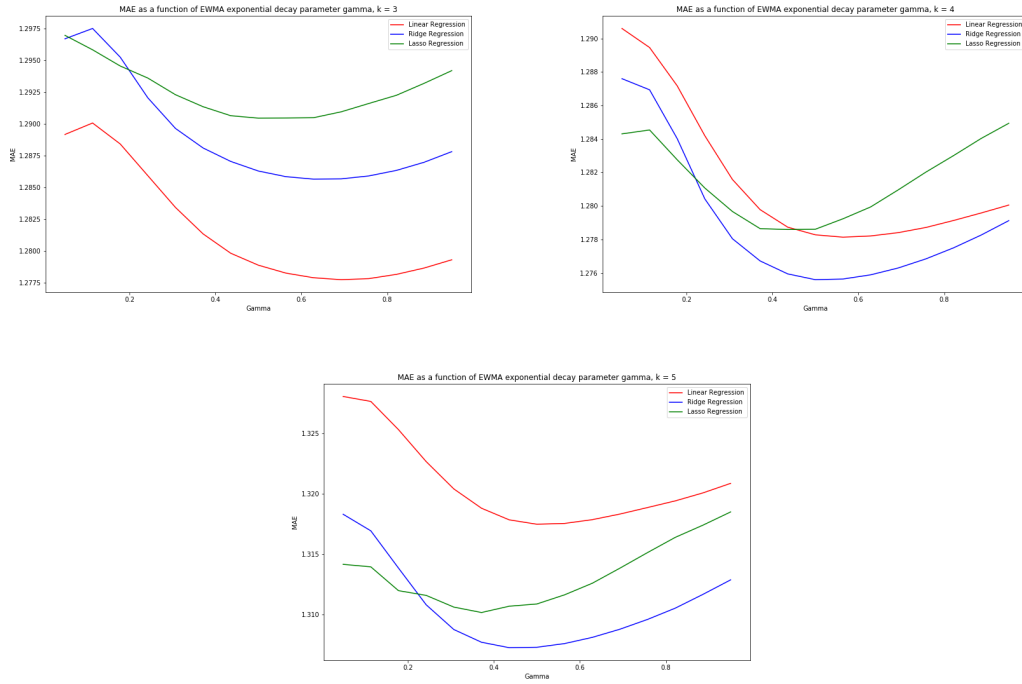 MAE as a function of EWMA exponential decay parameter gamma, k = 3
Linear Regression
Ridge Regression
Lasso Regression
1.2975
1.2950
1.2925
1.2900
1.2875
1.2850
1.2825
1.2800
1.2775
MAE
0.2
0.4
0.6
0.8
Gamma
MAE as a function of EWMA exponential decay parameter gamma, k = 4
Linear Regression
Ridge Regression
Lasso Regression
1.290
1.288
1.286
1.284
1.282
1.280
1.278
1.276
MAE
0.2
0.4
0.6
0.8
Gamma
MAE as a function of EWMA exponential decay parameter gamma, k = 5
Linear Regression
Ridge Regression
Lasso Regression
1.325
1.320
1.315
1.310
MAE
0.2
0.4
0.6
0.8
Gamma